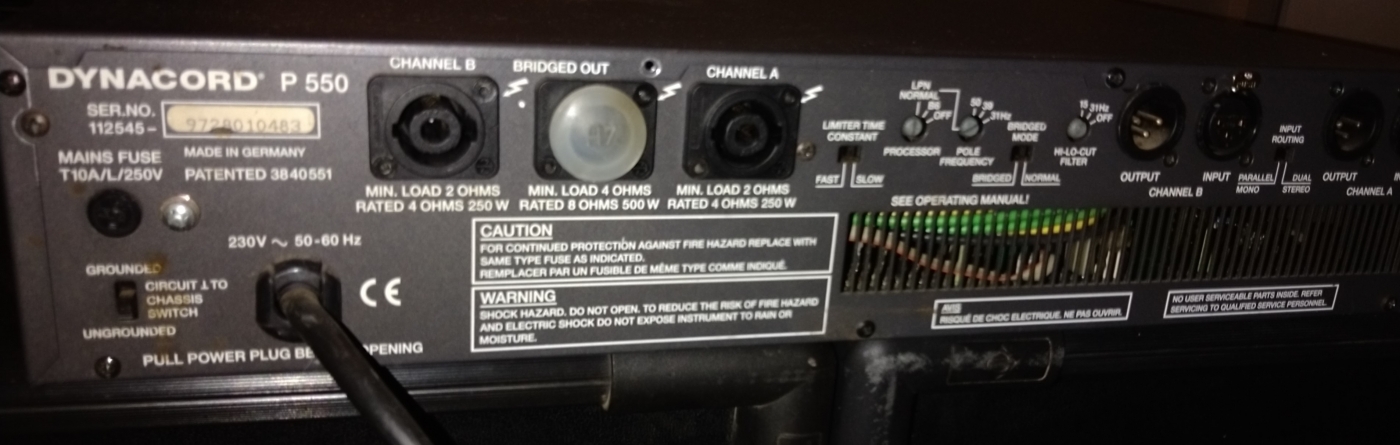 DYNACORD® P 550
SER.NO.
112545-
9728010483
MAINS FUSE
T10A/L/250V
MADE IN GERMANY
PATENTED 3840551
CHANNEL B
BRIDGED OUT
CHANNEL A
MIN. LOAD 2 OHMS
RATED 4 OHMS 250 W
MIN. LOAD 4 OHMS
RATED 8 OHMS 500 W
MIN. LOAD 2 OHMS
RATED 4 OHMS 250 W
230V ~ 50-60 Hz
GROUNDED
CIRCUIT ⊥ TO
CHASSIS
SWITCH
UNGROUNDED
CE
PULL POWER PLUG BE OPENING
CAUTION
FOR CONTINUED PROTECTION AGAINST FIRE HAZARD REPLACE WITH
SAME TYPE FUSE AS INDICATED.
REMPLACER PAR UN FUSIBLE DE MÊME TYPE COMME INDIQUÉ.
WARNING
SHOCK HAZARD. DO NOT OPEN. TO REDUCE THE RISK OF FIRE HAZARD
AND ELECTRIC SHOCK DO NOT EXPOSE INSTRUMENT TO RAIN OR
MOISTURE.
LIMITER TIME
CONSTANT
FAST
SLOW
LPN
NORMAL
B6
OFF
PROCESSOR
50
39
31Hz
POLE
FREQUENCY
BRIDGED
MODE
BRIDGED
NORMAL
15
31Hz
OFF
HI-LO-CUT
FILTER
SEE OPERATING MANUAL!
OUTPUT
INPUT
CHANNEL B
INPUT
ROUTING
PARALLEL
MONO
DUAL
STEREO
OUTPUT
CHANNEL A
AVIS
RISQUE DE CHOC ELECTRIQUE. NE PAS OUVRIR.
NO USER SERVICEABLE PARTS INSIDE. REFER
SERVICING TO QUALIFIED SERVICE PERSONNEL.